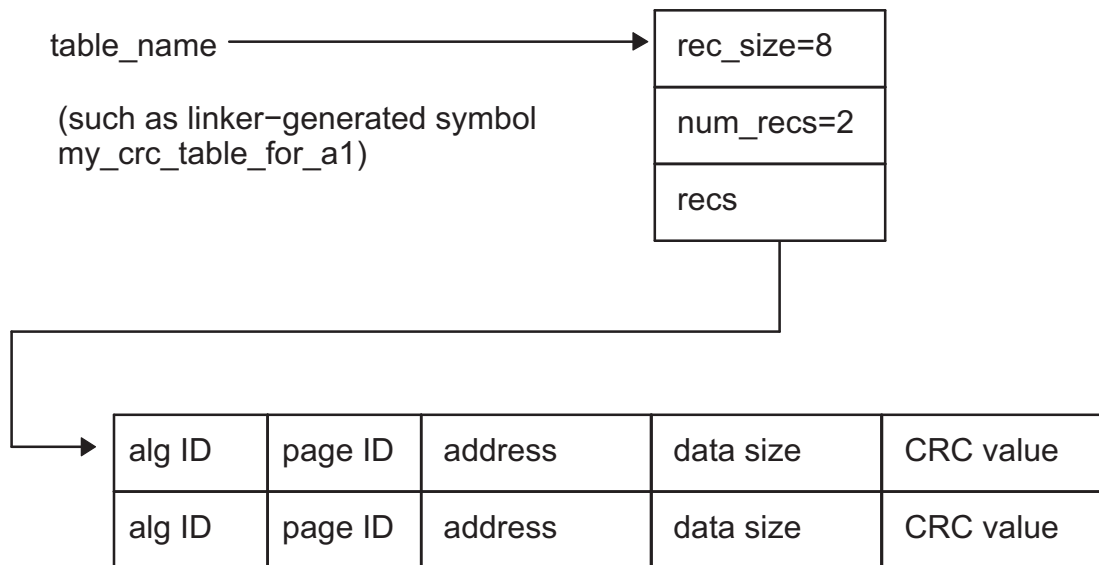 table_name
rec_size=8
(such as linker−generated symbol
my_crc_table_for_a1)
num_recs=2
recs
alg ID page ID address data size CRC value
alg ID page ID address data size CRC value